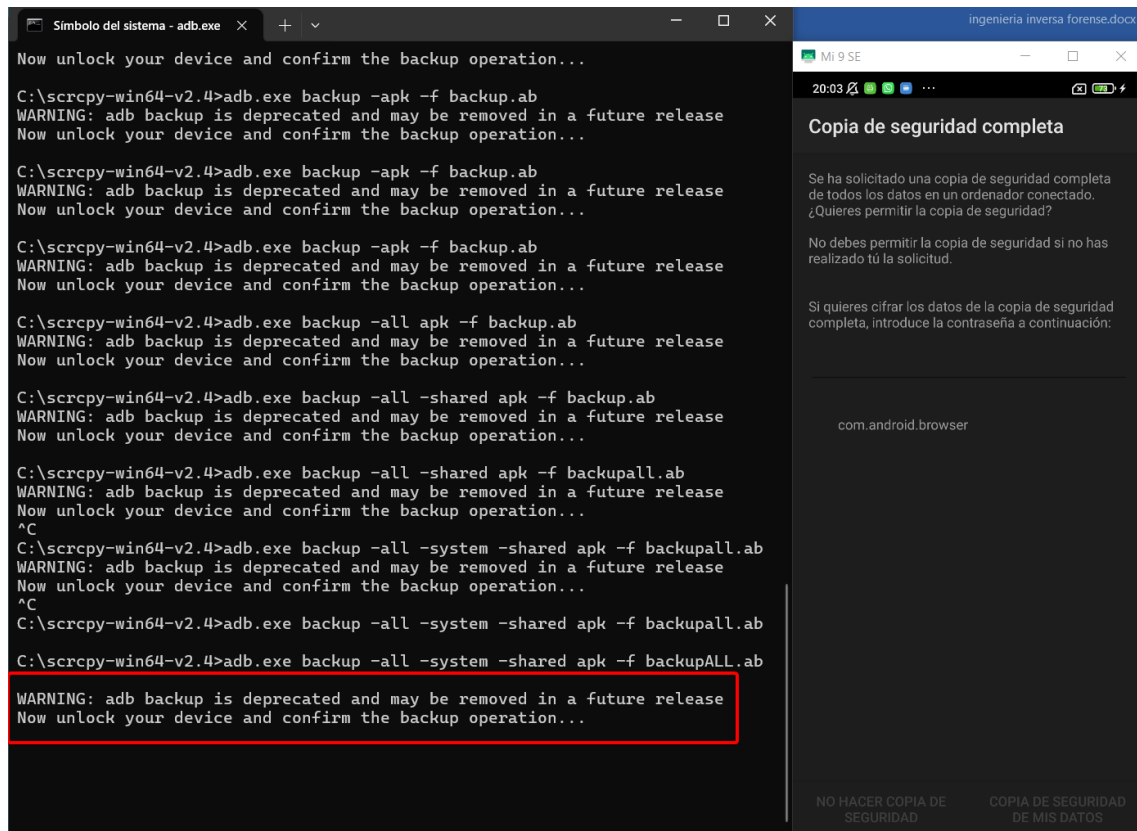 Símbolo del sistema - adb.exe
Now unlock your device and confirm the backup operation...
C:\scrcpy-win64-v2.4>adb.exe backup -apk -f backup.ab
WARNING: adb backup is deprecated and may be removed in a future release
Now unlock your device and confirm the backup operation...
C:\scrcpy-win64-v2.4>adb.exe backup -apk -f backup.ab
WARNING: adb backup is deprecated and may be removed in a future release
Now unlock your device and confirm the backup operation...
C:\scrcpy-win64-v2.4>adb.exe backup -apk -f backup.ab
WARNING: adb backup is deprecated and may be removed in a future release
Now unlock your device and confirm the backup operation...
C:\scrcpy-win64-v2.4>adb.exe backup -all apk -f backup.ab
WARNING: adb backup is deprecated and may be removed in a future release
Now unlock your device and confirm the backup operation...
C:\scrcpy-win64-v2.4>adb.exe backup -all -shared apk -f backup.ab
WARNING: adb backup is deprecated and may be removed in a future release
Now unlock your device and confirm the backup operation...
C:\scrcpy-win64-v2.4>adb.exe backup -all -shared apk -f backupall.ab
WARNING: adb backup is deprecated and may be removed in a future release
Now unlock your device and confirm the backup operation...
^C
C:\scrcpy-win64-v2.4>adb.exe backup -all -system -shared apk -f backupall.ab
WARNING: adb backup is deprecated and may be removed in a future release
Now unlock your device and confirm the backup operation...
^C
C:\scrcpy-win64-v2.4>adb.exe backup -all -system -shared apk -f backupall.ab
C:\scrcpy-win64-v2.4>adb.exe backup -all -system -shared apk -f backupALL.ab
WARNING: adb backup is deprecated and may be removed in a future release
Now unlock your device and confirm the backup operation...
ingenieria inversa forense.docx
Mi 9 SE
20:03
73
Copia de seguridad completa
Se ha solicitado una copia de seguridad completa
de todos los datos en un ordenador conectado.
¿Quieres permitir la copia de seguridad?
No debes permitir la copia de seguridad si no has
realizado tú la solicitud.
Si quieres cifrar los datos de la copia de seguridad
completa, introduce la contraseña a continuación:
com.android.browser
NO HACER COPIA DE
SEGURIDAD
COPIA DE SEGURIDAD
DE MIS DATOS